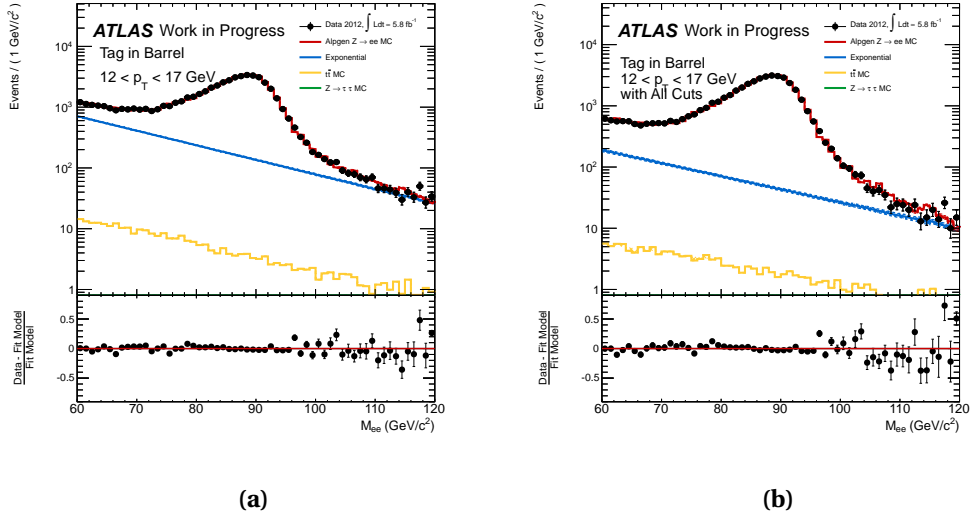 Events / ( 1 GeV/c² )
10⁴
10³
10²
10
1
ATLAS Work in Progress
Tag in Barrel
12 < p_T < 17 GeV
Data 2012, ∫ Ldt = 5.8 fb⁻¹
Alpgen Z → ee MC
Exponential
tt̄ MC
Z → τ τ MC
Data - Fit Model
Fit Model
0.5
0
-0.5
60 70 80 90 100 110 120
M_ee (GeV/c²)
(a)
Events / ( 1 GeV/c² )
10⁴
10³
10²
10
1
ATLAS Work in Progress
Tag in Barrel
12 < p_T < 17 GeV
with All Cuts
Data 2012, ∫ Ldt = 5.8 fb⁻¹
Alpgen Z → ee MC
Exponential
tt̄ MC
Z → τ τ MC
Data - Fit Model
Fit Model
0.5
0
-0.5
60 70 80 90 100 110 120
M_ee (GeV/c²)
(b)